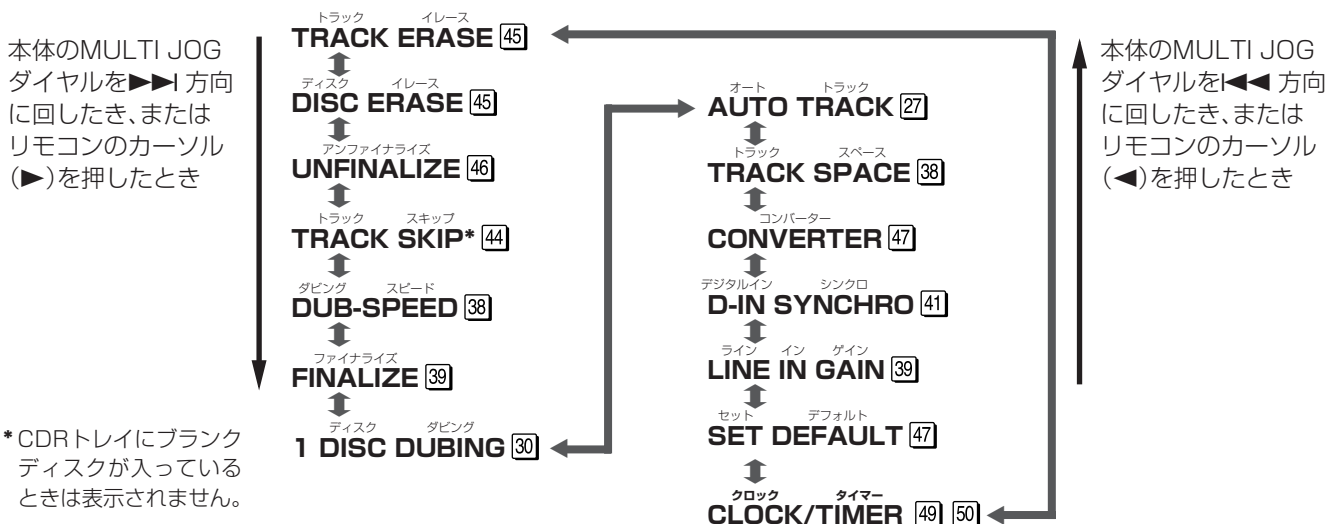 本体のMULTI JOG
ダイヤルを►►I 方向
に回したき、または
リモコンのカーソル
(►)を押したとき
トラック イレース
TRACK ERASE 45
ディスク イレース
DISC ERASE 45
アンファイナライズ
UNFINALIZE 46
トラック スキップ
TRACK SKIP* 44
ダビング スピード
DUB-SPEED 38
ファイナライズ
FINALIZE 39
ディスク ダビング
1 DISC DUBING 30
* CDRトレイにブランク
ディスクが入っている
ときは表示されません。
オート トラック
AUTO TRACK 27
トラック スペース
TRACK SPACE 38
コンバーター
CONVERTER 47
デジタルイン シンクロ
D-IN SYNCHRO 41
ライン イン ゲイン
LINE IN GAIN 39
セット デフォルト
SET DEFAULT 47
クロック タイマー
CLOCK/TIMER 49 50
本体のMULTI JOG
ダイヤルをI◄◄ 方向
に回したき、または
リモコンのカーソル
(◄)を押したとき